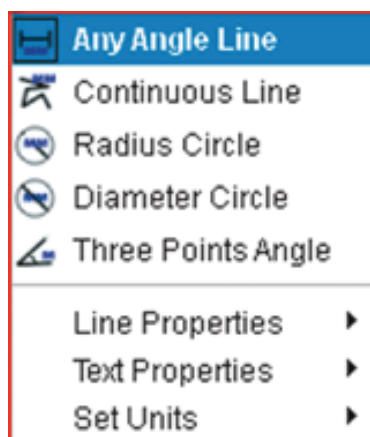 Any Angle Line
Continuous Line
Radius Circle
Diameter Circle
Three Points Angle
Line Properties
Text Properties
Set Units